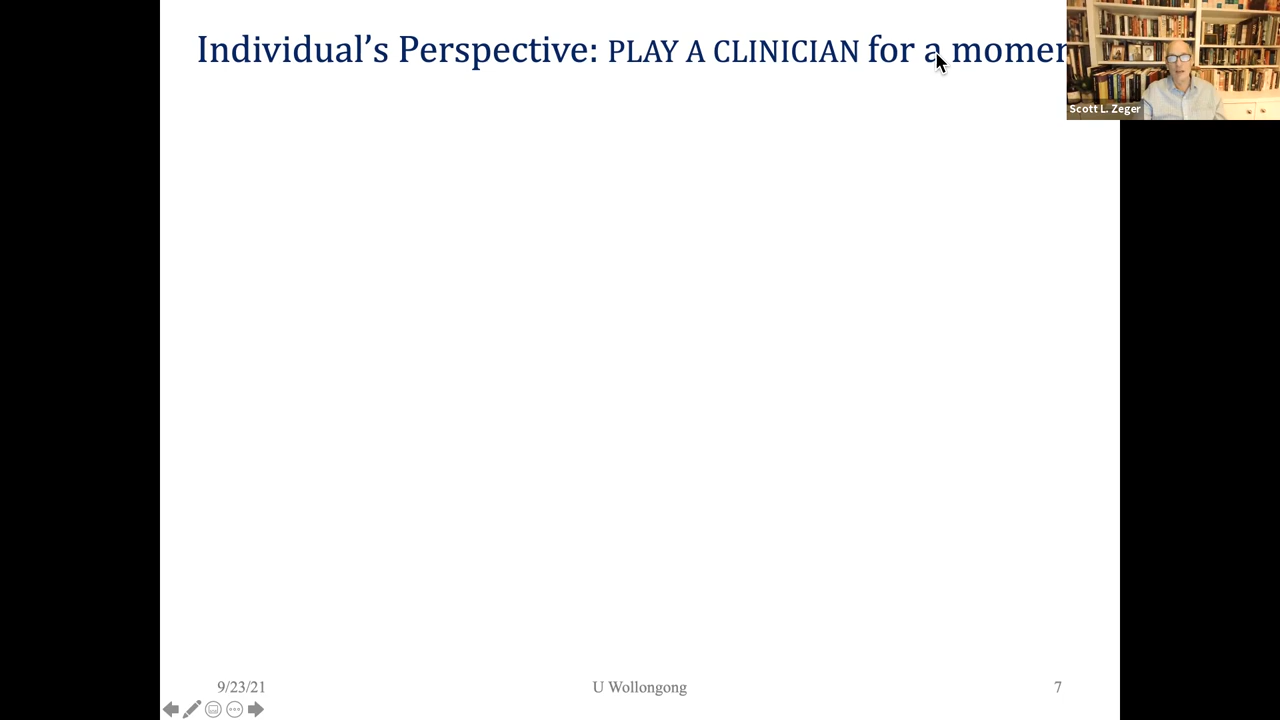 Individual’s Perspective: PLAY A CLINICIAN for a momen
Scott L. Zeger
9/23/21
U Wollongong
7